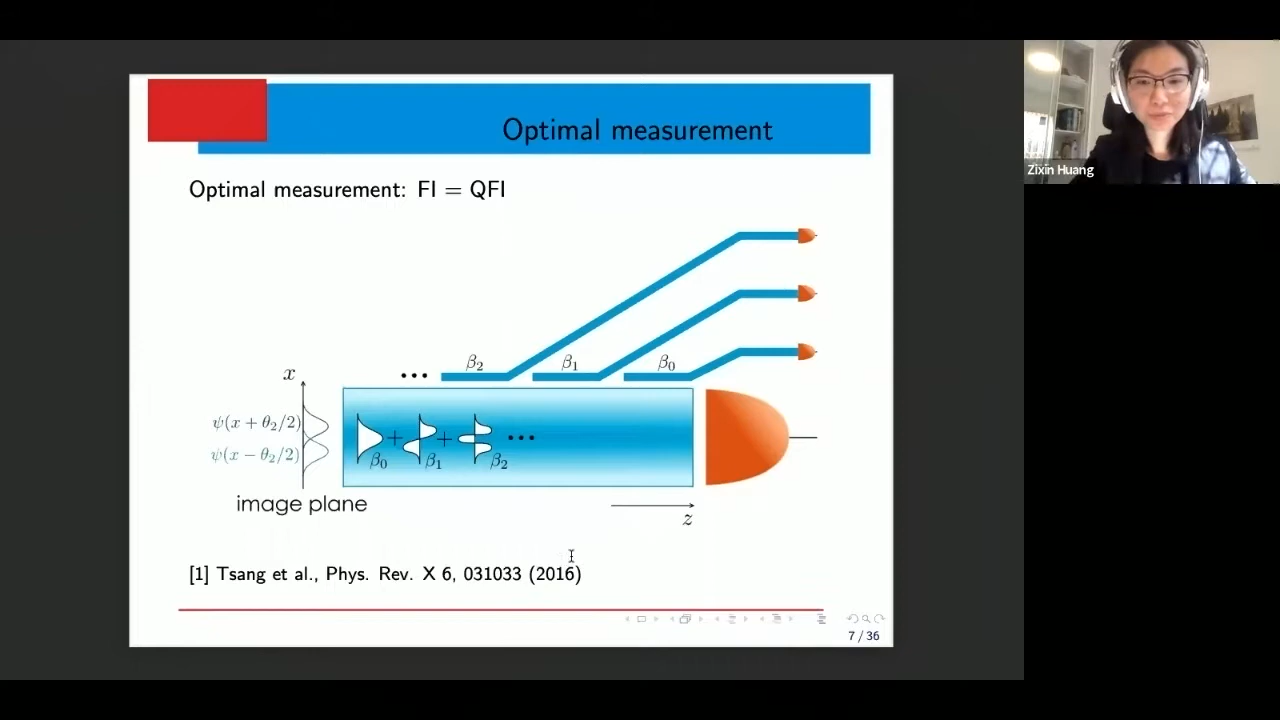 Optimal measurement
Optimal measurement: FI = QFI
β₂
β₁
β₀
...
x
ψ(x + θ₂/2)
ψ(x − θ₂/2)
β₀ + β₁ + β₂ ...
image plane
z
[1] Tsang et al., Phys. Rev. X 6, 031033 (2016)
7 / 36
Zixin Huang